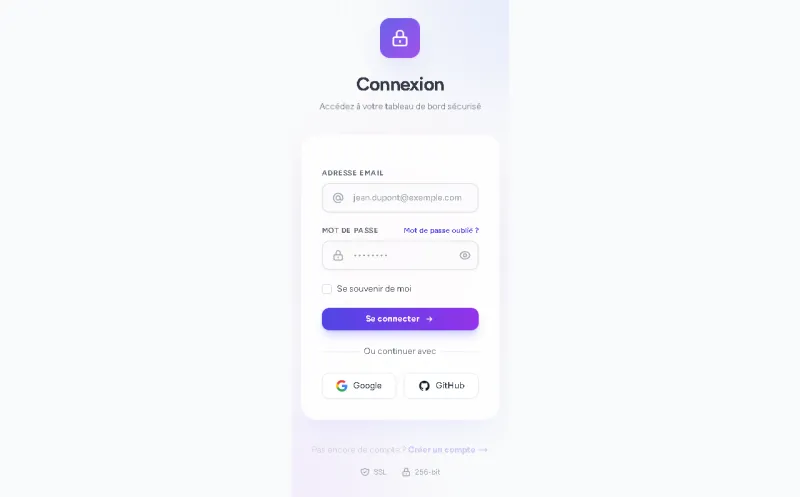 Connexion
Accédez à votre tableau de bord sécurisé
ADRESSE EMAIL
jean.dupont@exemple.com
MOT DE PASSE
Mot de passe oublié ?
Se souvenir de moi
Se connecter →
Ou continuer avec
Google
GitHub
Pas encore de compte ? Créer un compte →
SSL
256-bit